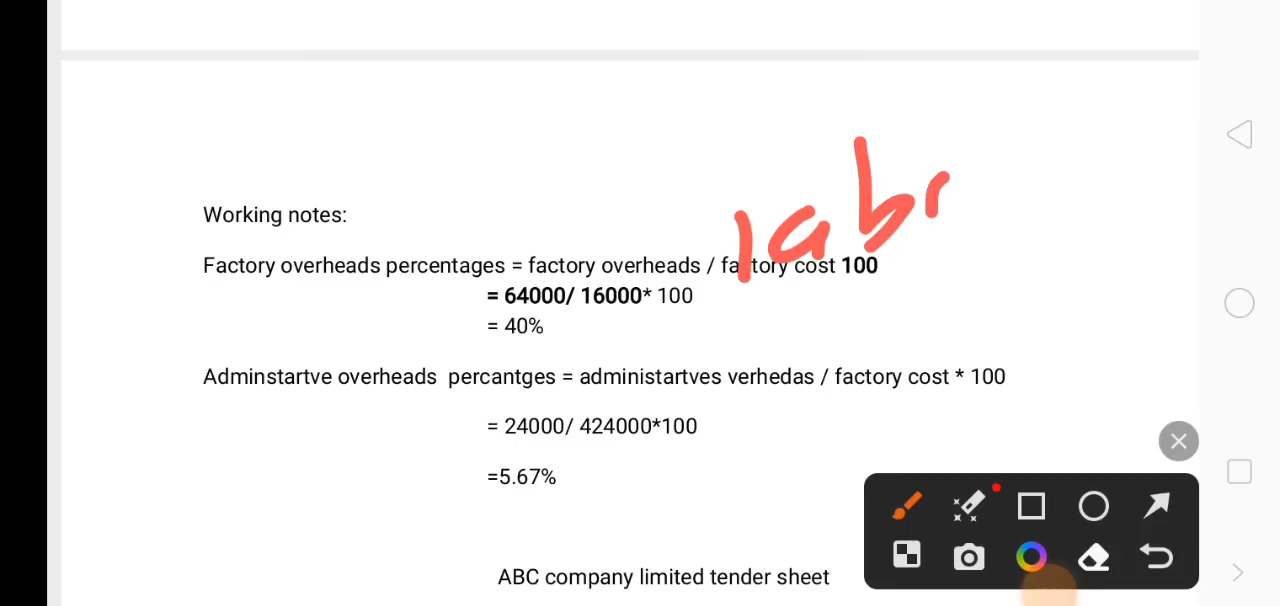 Working notes:
labr
Factory overheads percentages = factory overheads / factory cost 100
= 64000/ 16000* 100
= 40%
Adminstartve overheads percantges = administartves verhedas / factory cost * 100
= 24000/ 424000*100
=5.67%
ABC company limited tender sheet